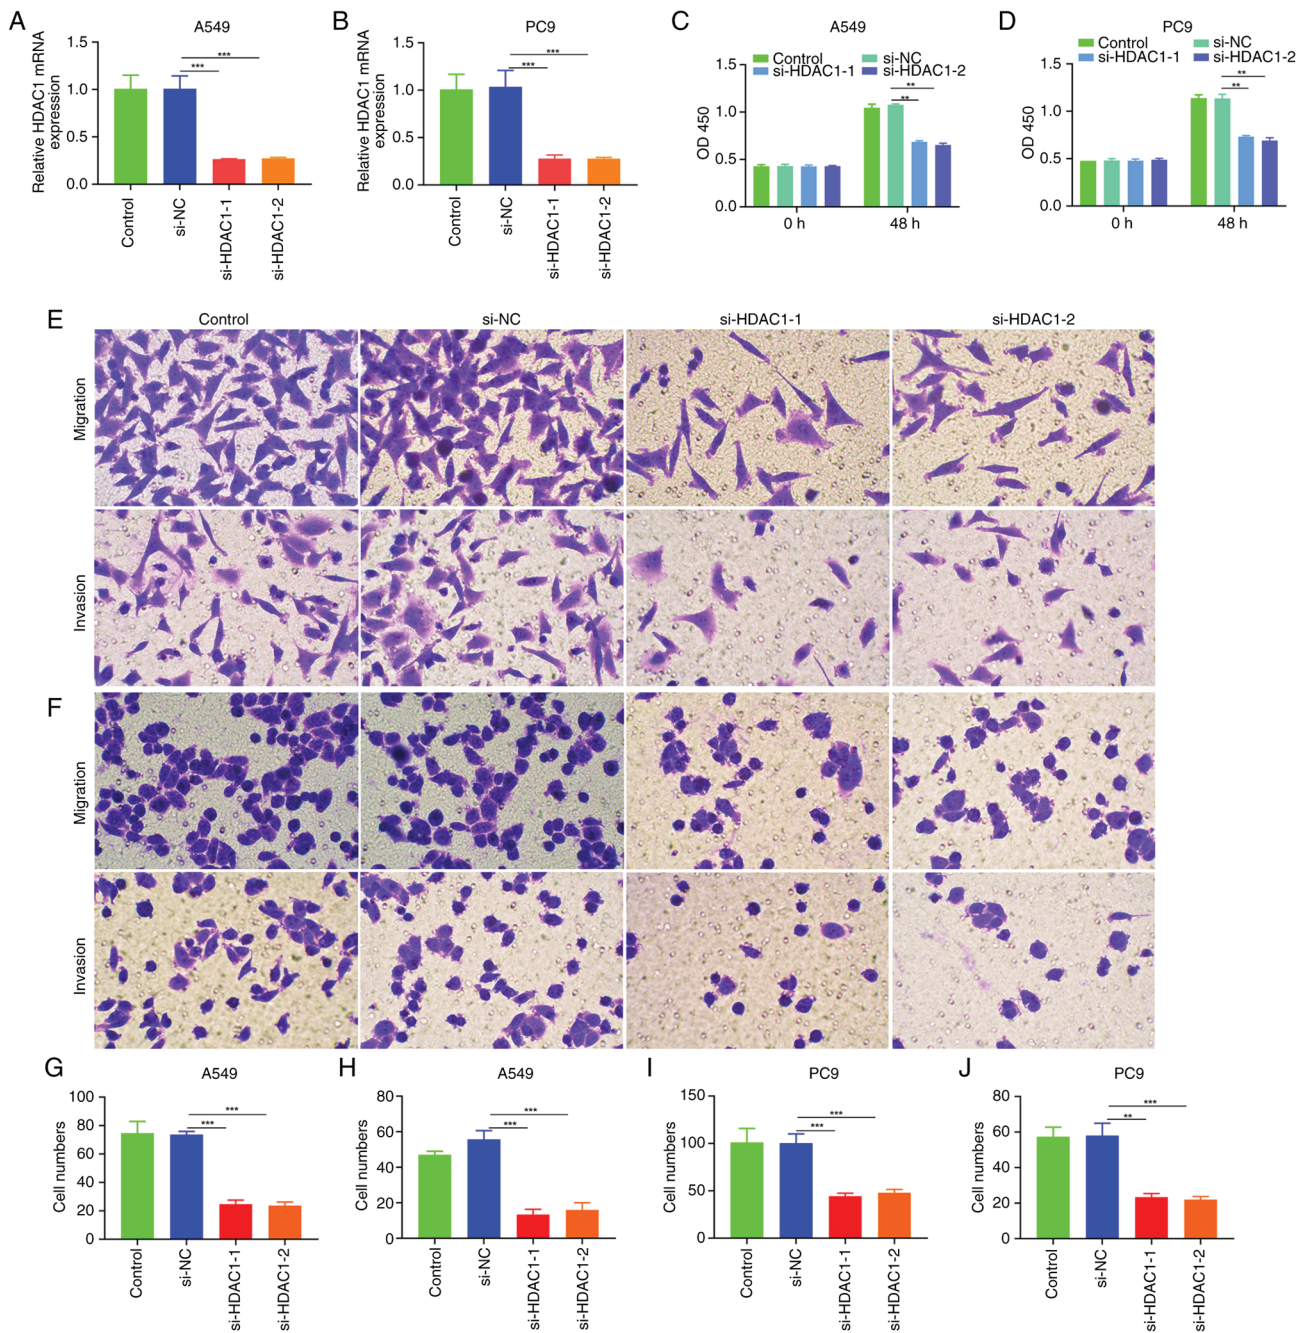 A
A549
Relative HDAC1 mRNA
expression
1.5
1.0
0.5
0.0
***
***
Control
si-NC
si-HDAC1-1
si-HDAC1-2
B
PC9
Relative HDAC1 mRNA
expression
1.5
1.0
0.5
0.0
***
***
Control
si-NC
si-HDAC1-1
si-HDAC1-2
C
A549
Control
si-NC
si-HDAC1-1
si-HDAC1-2
OD 450
1.5
1.0
0.5
0.0
**
**
0 h
48 h
D
PC9
Control
si-NC
si-HDAC1-1
si-HDAC1-2
OD 450
1.5
1.0
0.5
0.0
**
**
0 h
48 h
E
Control
si-NC
si-HDAC1-1
si-HDAC1-2
Migration
Invasion
F
Migration
Invasion
G
A549
Cell numbers
100
80
60
40
20
0
***
***
Control
si-NC
si-HDAC1-1
si-HDAC1-2
H
A549
Cell numbers
80
60
40
20
0
***
***
Control
si-NC
si-HDAC1-1
si-HDAC1-2
I
PC9
Cell numbers
150
100
50
0
***
***
Control
si-NC
si-HDAC1-1
si-HDAC1-2
J
PC9
Cell numbers
80
60
40
20
0
***
**
Control
si-NC
si-HDAC1-1
si-HDAC1-2